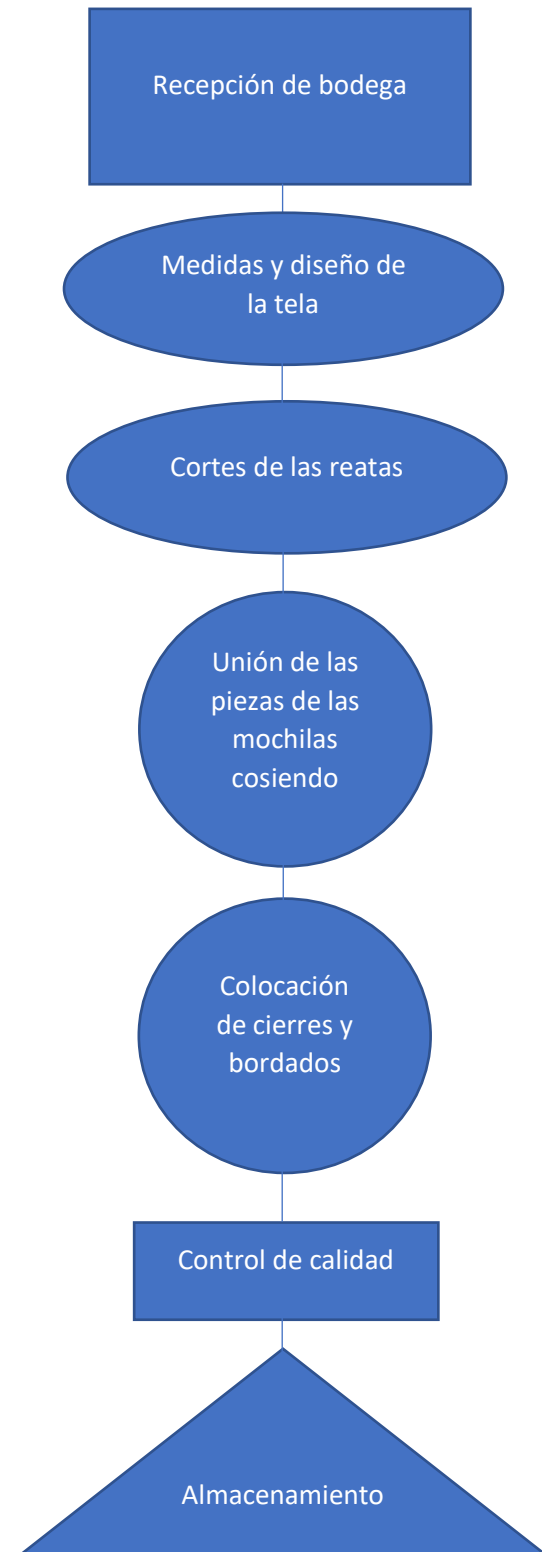 Recepción de bodega
Medidas y diseño de
la tela
Cortes de las reatas
Unión de las
piezas de las
mochilas
cosiendo
Colocación
de cierres y
bordados
Control de calidad
Almacenamiento